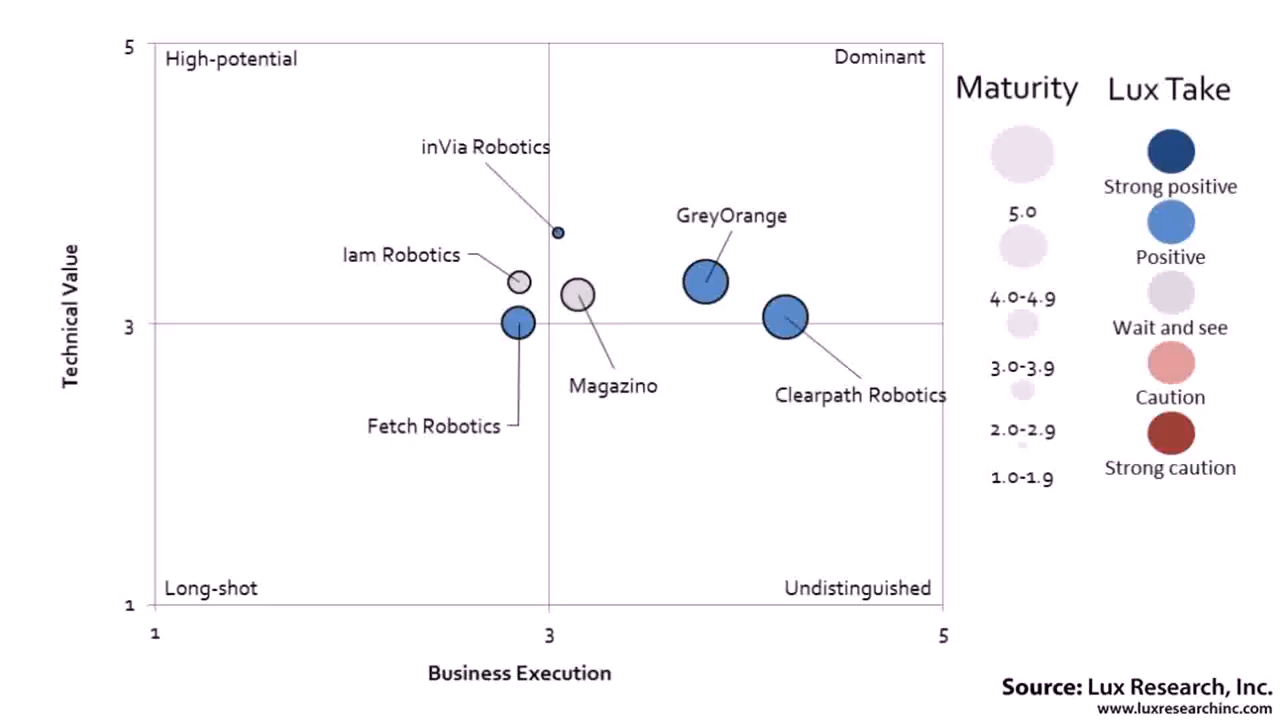 5
High-potential
Dominant
inVia Robotics
GreyOrange
Iam Robotics
3
Magazino
Clearpath Robotics
Fetch Robotics
Long-shot
Undistinguished
1
1
3
5
Technical Value
Business Execution
Maturity
5.0
4.0-4.9
3.0-3.9
2.0-2.9
1.0-1.9
Lux Take
Strong positive
Positive
Wait and see
Caution
Strong caution
Source: Lux Research, Inc.
www.luxresearchinc.com